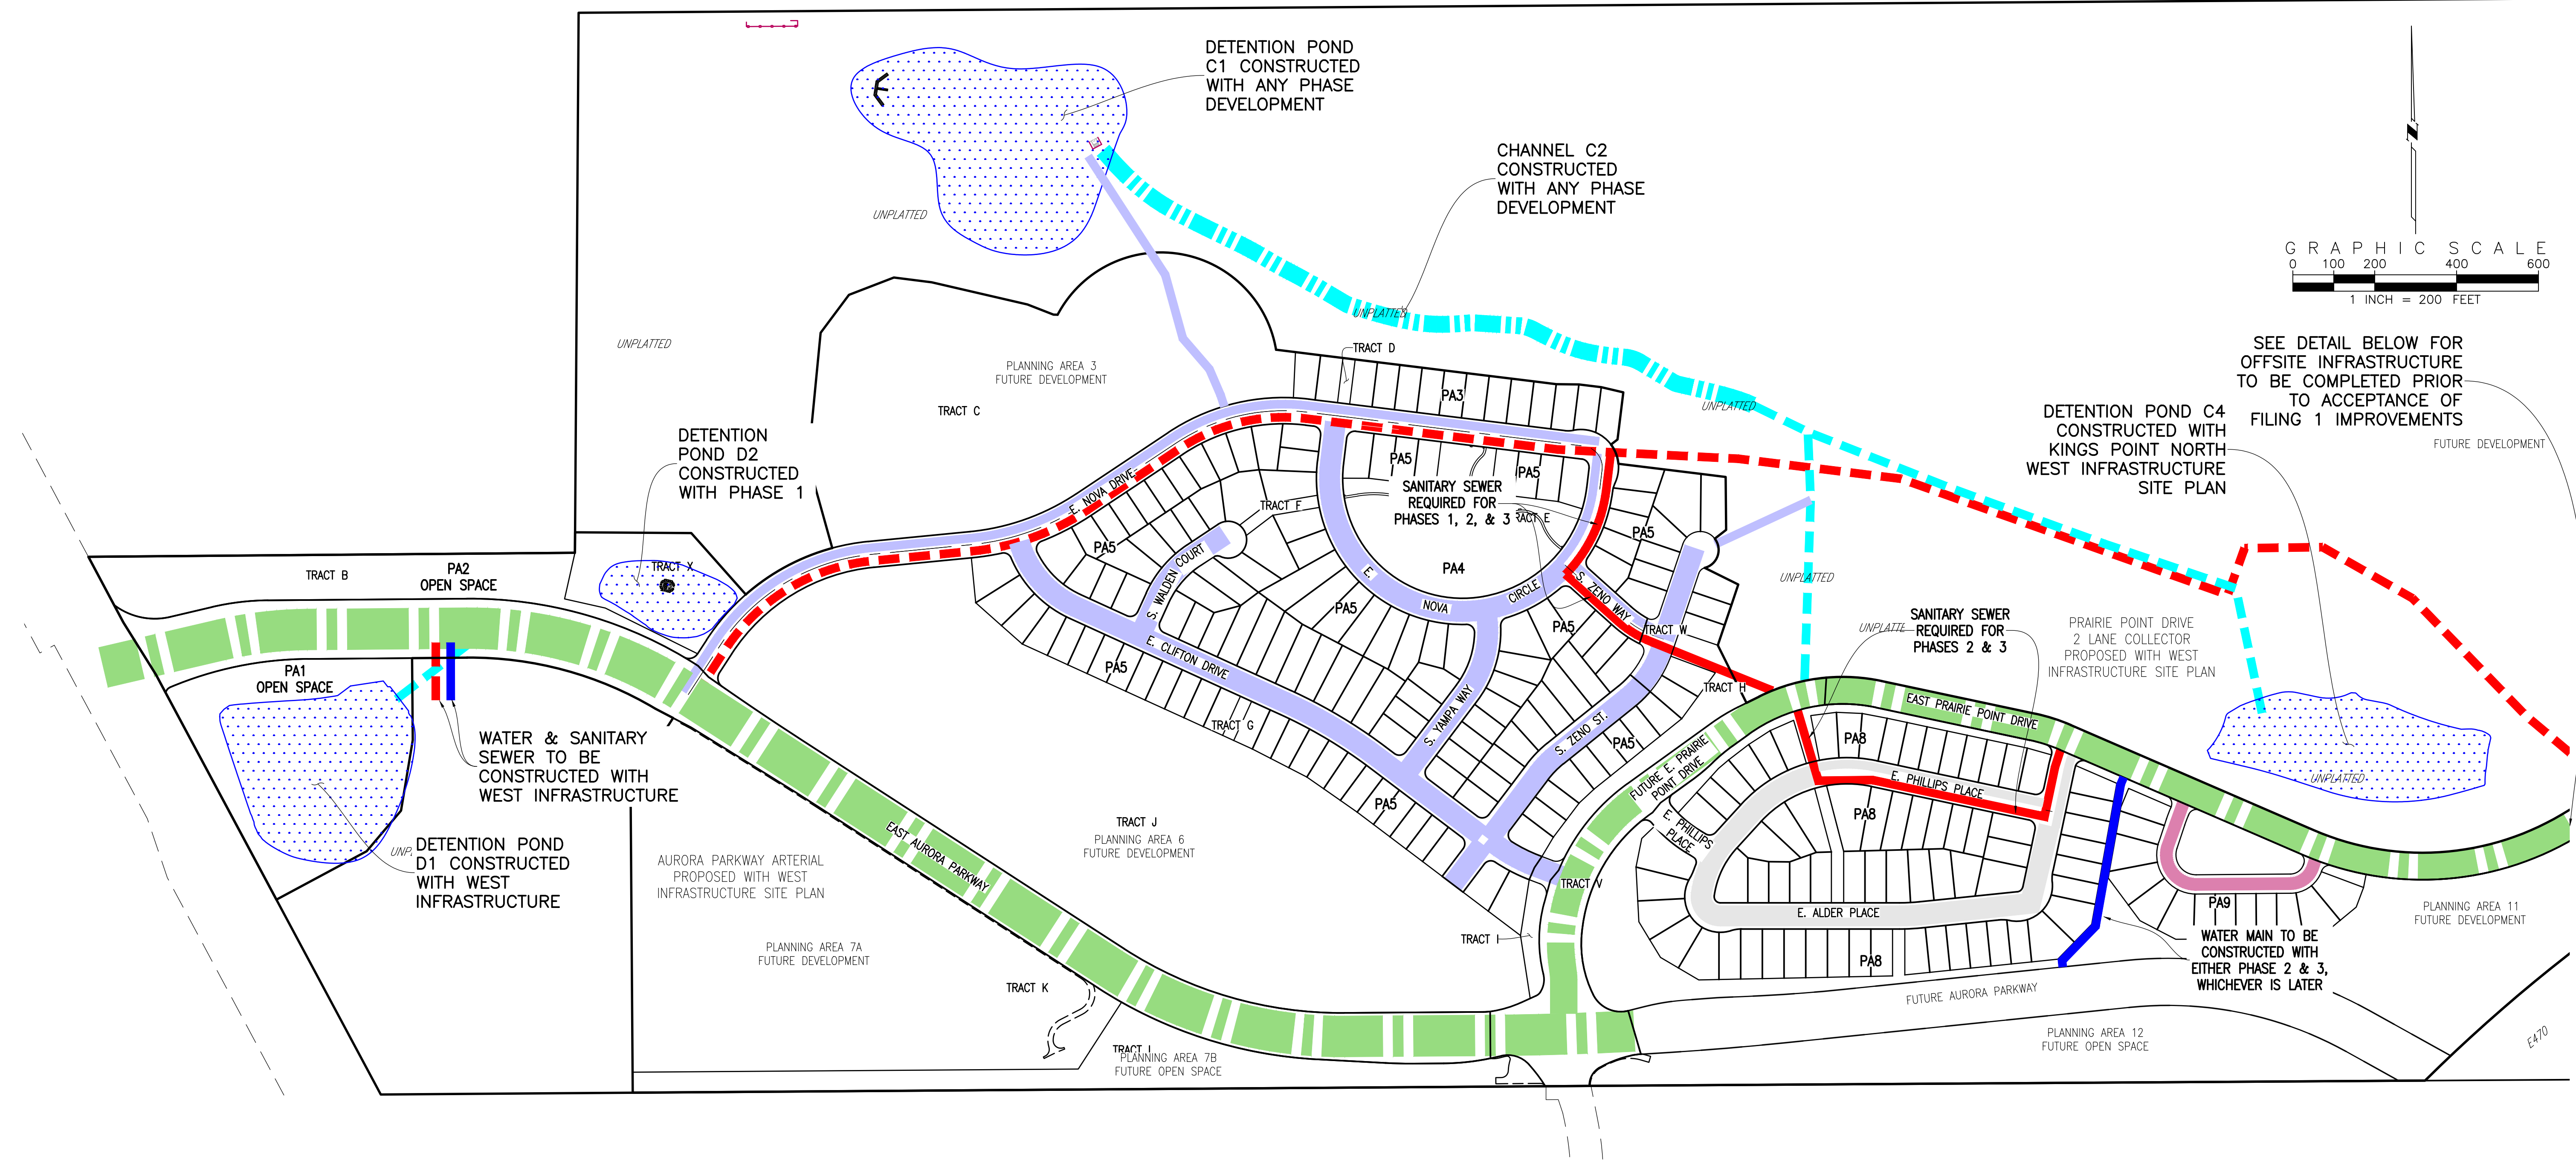 DETENTION POND
C1 CONSTRUCTED
WITH ANY PHASE
DEVELOPMENT
CHANNEL C2
CONSTRUCTED
WITH ANY PHASE
DEVELOPMENT
N
GRAPHIC SCALE
0 100 200 400 600
1 INCH = 200 FEET
SEE DETAIL BELOW FOR
OFFSITE INFRASTRUCTURE
TO BE COMPLETED PRIOR
TO ACCEPTANCE OF
FILING 1 IMPROVEMENTS
DETENTION POND C4
CONSTRUCTED WITH
KINGS POINT NORTH
WEST INFRASTRUCTURE
SITE PLAN
FUTURE DEVELOPMENT
UNPLATTED
UNPLATTED
UNPLATTED
UNPLATTED
UNPLATTED
PLANNING AREA 3
FUTURE DEVELOPMENT
TRACT C
TRACT D
PA3
DETENTION
POND D2
CONSTRUCTED
WITH PHASE 1
TRACT X
E. NOVA DRIVE
PA5
PA5
SANITARY SEWER
REQUIRED FOR
PHASES 1, 2, & 3
TRACT F
RACT E
PA5
PA5
S. WALDEN COURT
PA4
E.
NOVA
CIRCLE
S. ZENO WAY
PA5
PA5
TRACT W
TRACT B
PA2
OPEN SPACE
PA1
OPEN SPACE
PA5
E. CLIFTON DRIVE
TRACT G
S. YAMPA WAY
S. ZENO ST.
PA5
TRACT H
PA5
SANITARY SEWER
REQUIRED FOR
PHASES 2 & 3
UNPLATTE
PRAIRIE POINT DRIVE
2 LANE COLLECTOR
PROPOSED WITH WEST
INFRASTRUCTURE SITE PLAN
EAST PRAIRIE POINT DRIVE
FUTURE E. PRAIRIE
POINT DRIVE
PA8
E. PHILLIPS PLACE
UNPLATTED
WATER & SANITARY
SEWER TO BE
CONSTRUCTED WITH
WEST INFRASTRUCTURE
DETENTION POND
D1 CONSTRUCTED
WITH WEST
INFRASTRUCTURE
UNP
EAST AURORA PARKWAY
AURORA PARKWAY ARTERIAL
PROPOSED WITH WEST
INFRASTRUCTURE SITE PLAN
TRACT J
PLANNING AREA 6
FUTURE DEVELOPMENT
E. PHILLIPS
PLACE
PA8
TRACT V
E. ALDER PLACE
PA9
PLANNING AREA 11
FUTURE DEVELOPMENT
TRACT I
PA8
WATER MAIN TO BE
CONSTRUCTED WITH
EITHER PHASE 2 & 3,
WHICHEVER IS LATER
PLANNING AREA 7A
FUTURE DEVELOPMENT
TRACT K
FUTURE AURORA PARKWAY
PLANNING AREA 12
FUTURE OPEN SPACE
E470
TRACT L
PLANNING AREA 7B
FUTURE OPEN SPACE